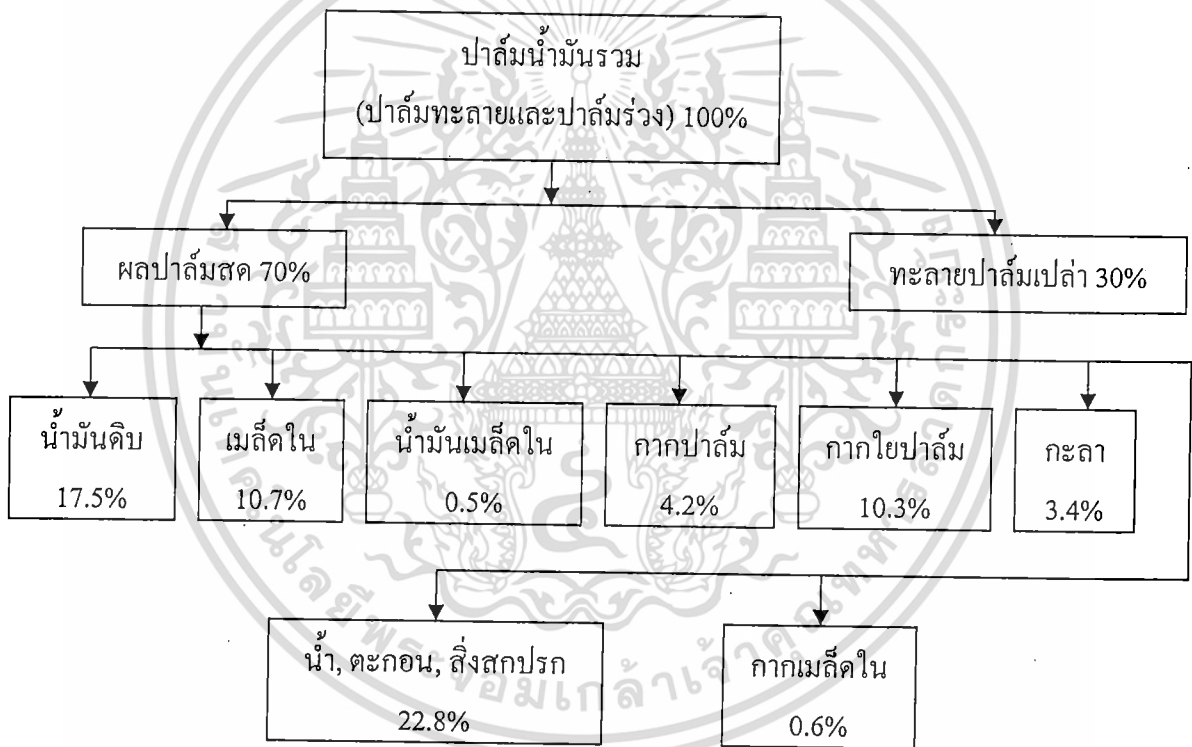 ปาล์มน้ำมันรวม
(ปาล์มทะลายและปาล์มร่วง) 100%
ผลปาล์มสด 70%
ทะลายปาล์มเปล่า 30%
น้ำมันดิบ
17.5%
เมล็ดใน
10.7%
น้ำมันเมล็ดใน
0.5%
กากปาล์ม
4.2%
กากใยปาล์ม
10.3%
กะลา
3.4%
น้ำ, ตะกอน, สิ่งสกปรก
22.8%
กากเมล็ดใน
0.6%